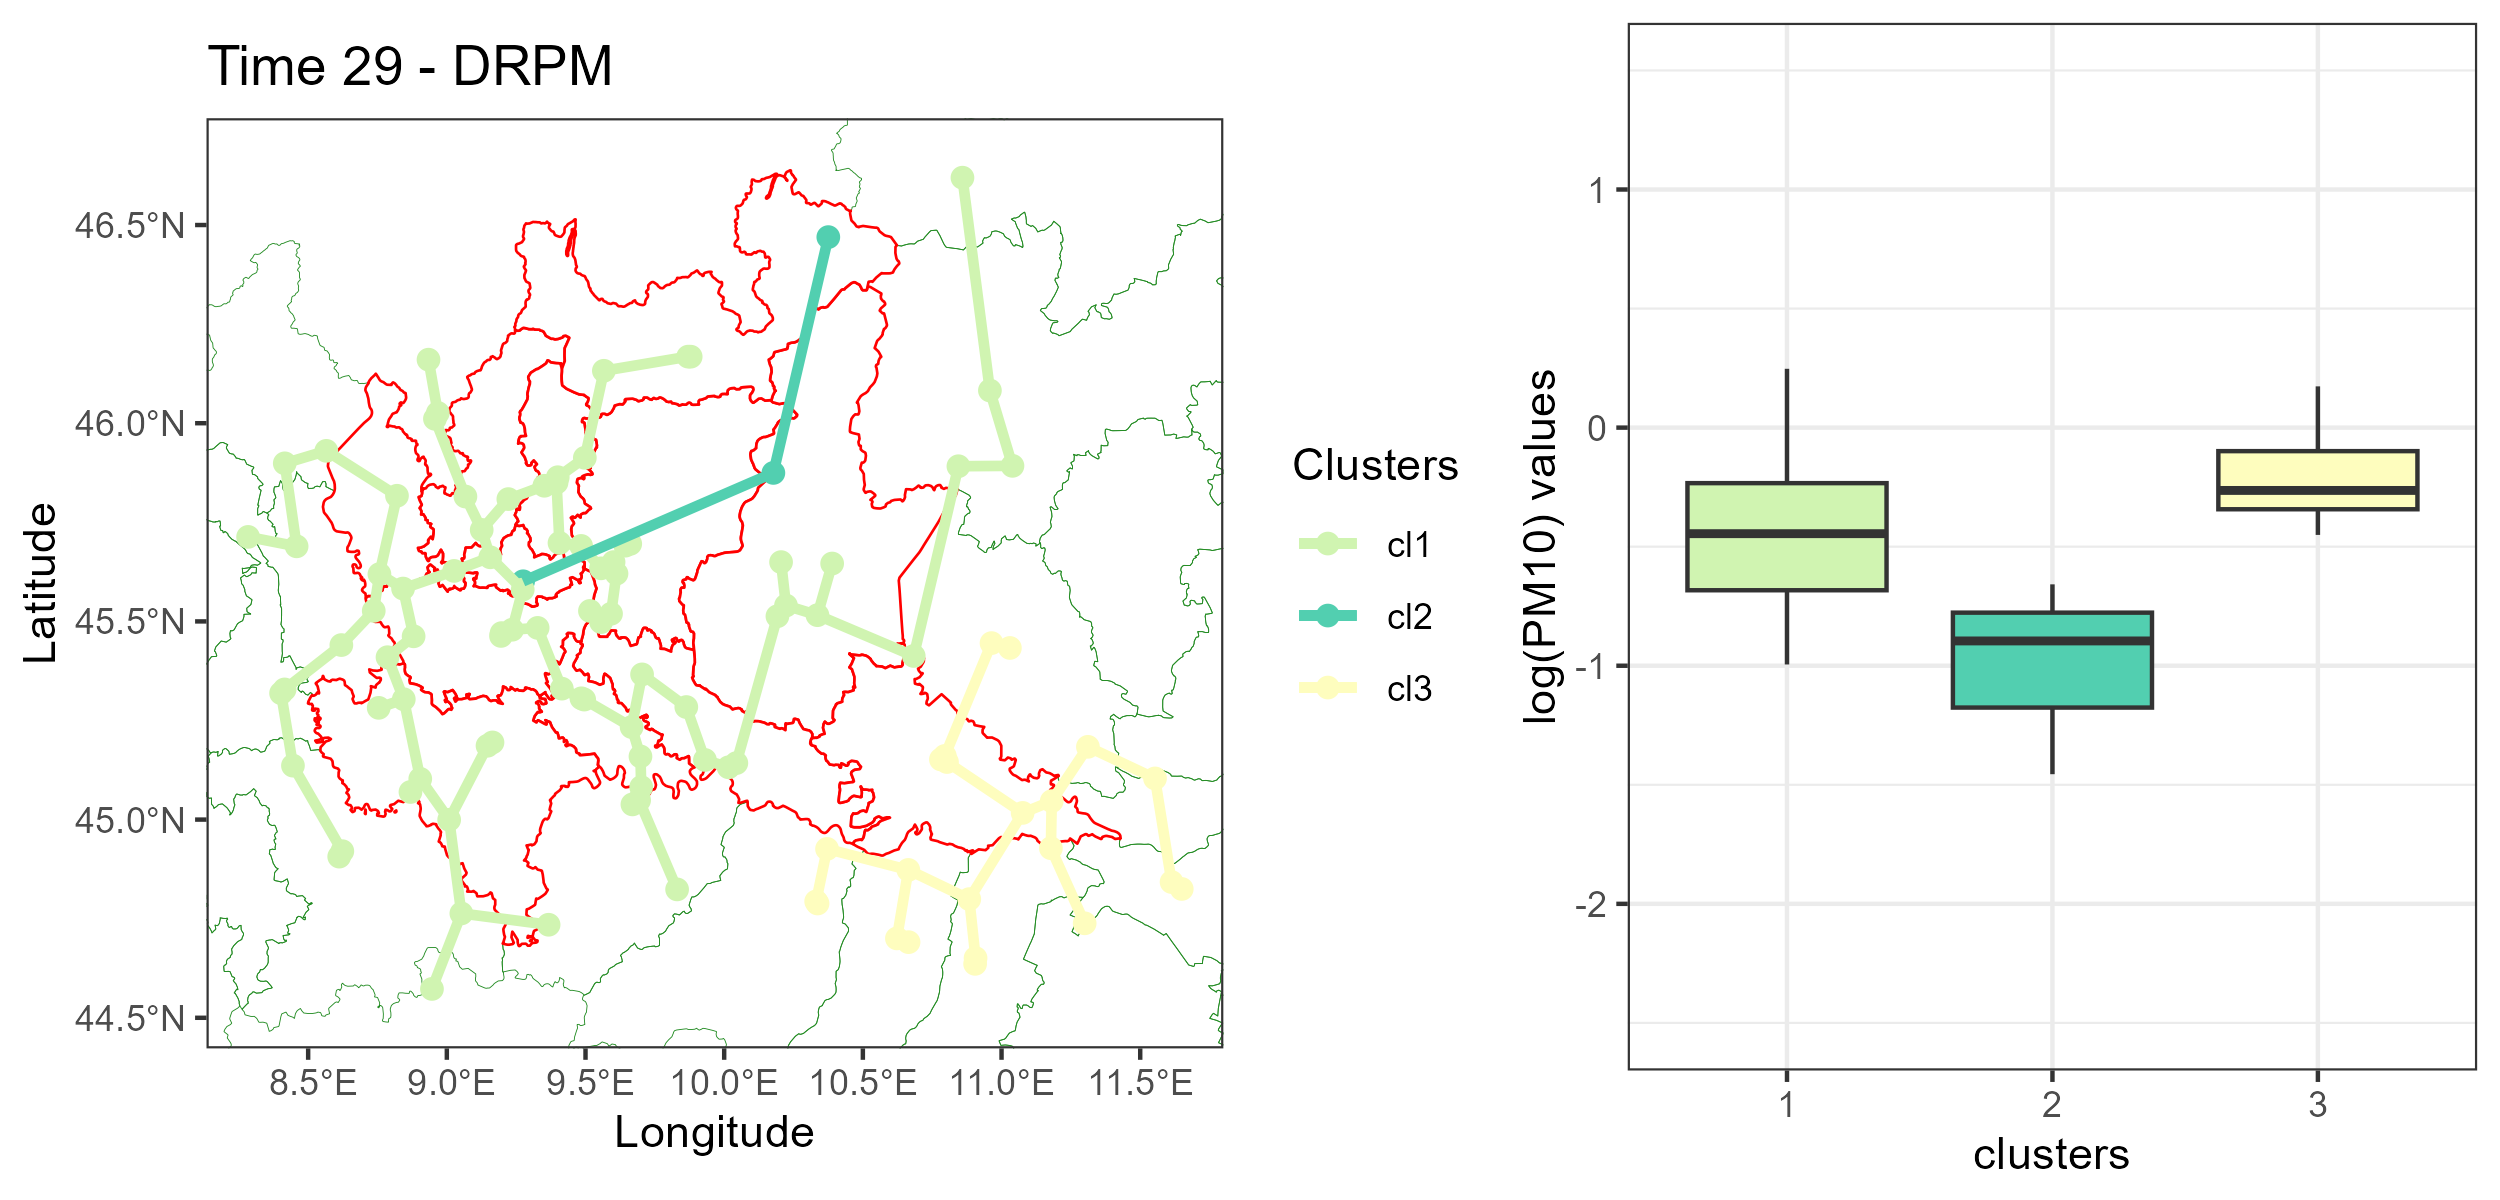 Time 29 - DRPM
Latitude
46.5°N
46.0°N
45.5°N
45.0°N
44.5°N
8.5°E 9.0°E 9.5°E 10.0°E 10.5°E 11.0°E 11.5°E
Longitude
Clusters
cl1
cl2
cl3
log(PM10) values
1
0
-1
-2
1 2 3
clusters